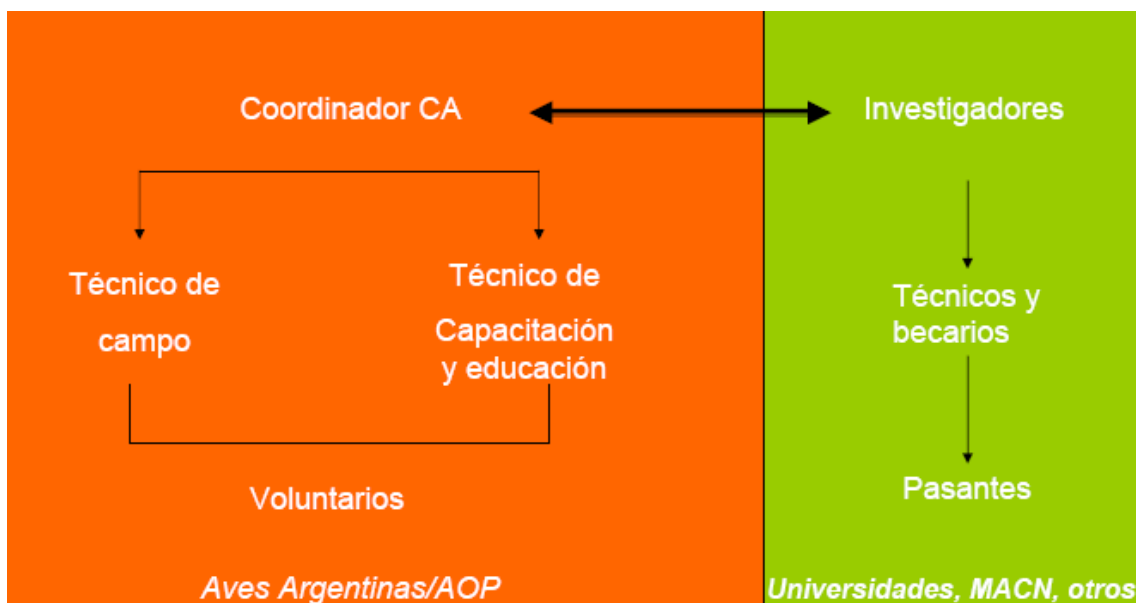 Coordinador CA
Investigadores
Técnico de
campo
Técnico de
Capacitación
y educación
Técnicos y
becarios
Voluntarios
Pasantes
Aves Argentinas/AOP
Universidades, MACN, otros